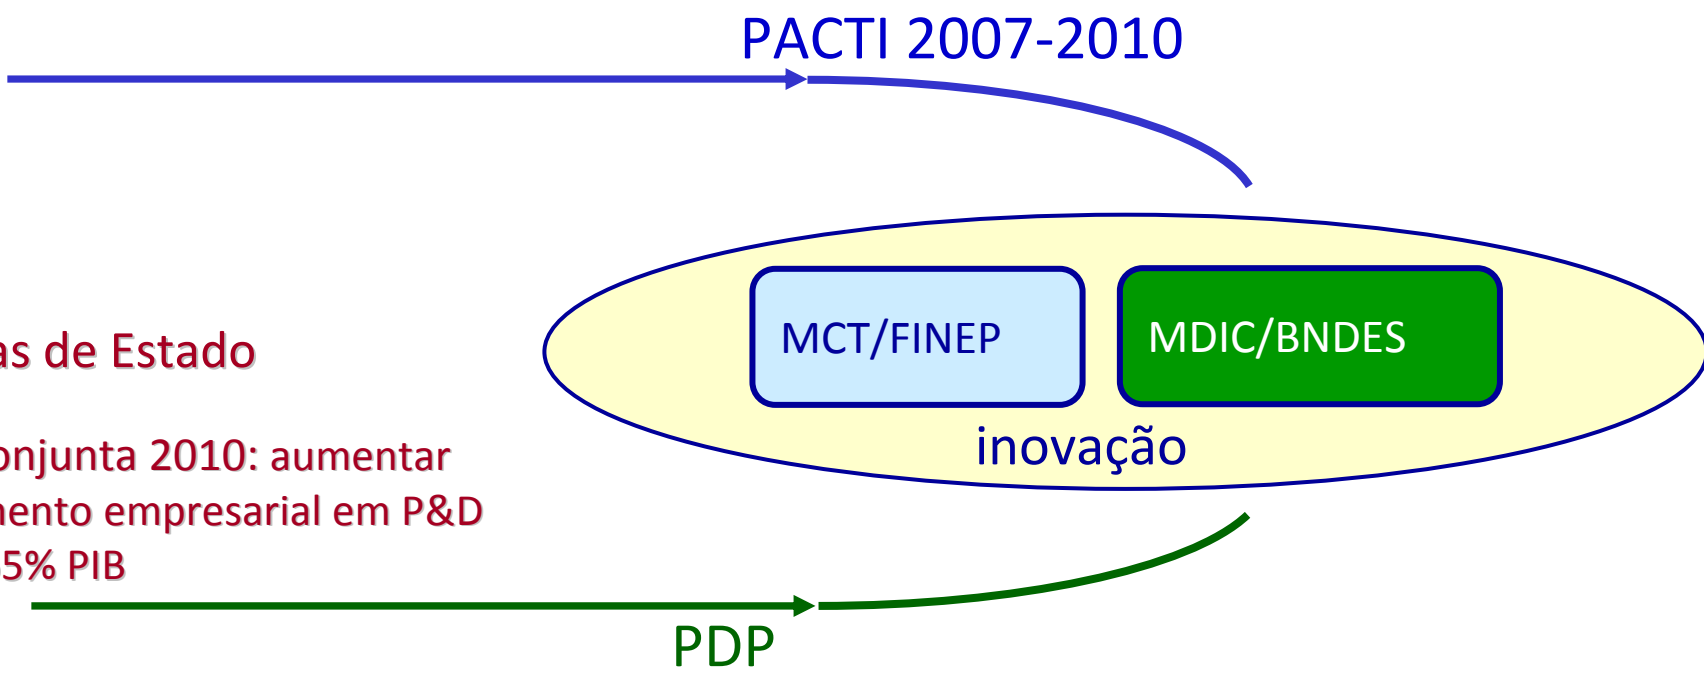 PACTI 2007-2010
MCT/FINEP
MDIC/BNDES
as de Estado
inovação
onjunta 2010: aumentar
mento empresarial em P&D
5% PIB
PDP